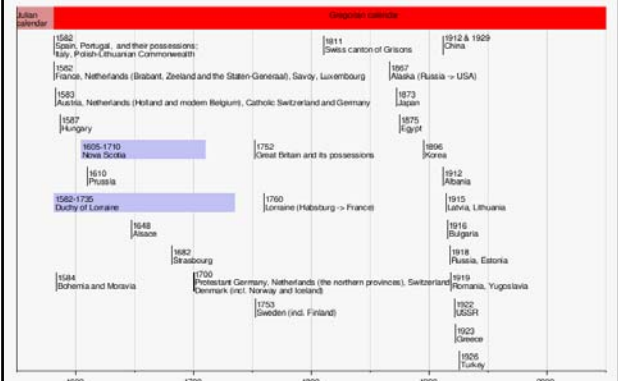 Julian
calendar
Gregorian calendar
1582
Spain, Portugal, and their possessions;
Italy, Polish-Lithuanian Commonwealth
1811
Swiss canton of Grisons
1912 & 1929
China
1582
France, Netherlands (Brabant, Zeeland and the Staten-Generaal), Savoy, Luxembourg
1867
Alaska (Russia -> USA)
1583
Austria, Netherlands (Holland and modern Belgium), Catholic Switzerland and Germany
1873
Japan
1587
Hungary
1875
Egypt
1605-1710
Nova Scotia
1752
Great Britain and its possessions
1896
Korea
1610
Prussia
1912
Albania
1582-1735
Duchy of Lorraine
1760
Lorraine (Habsburg -> France)
1915
Latvia, Lithuania
1648
Alsace
1916
Bulgaria
1682
Strasbourg
1918
Russia, Estonia
1584
Bohemia and Moravia
1700
Protestant Germany, Netherlands (the northern provinces), Switzerland
Denmark (incl. Norway and Iceland)
1919
Romania, Yugoslavia
1753
Sweden (incl. Finland)
1922
USSR
1923
Greece
1926
Turkey
1600 1700 1800 1900 2000